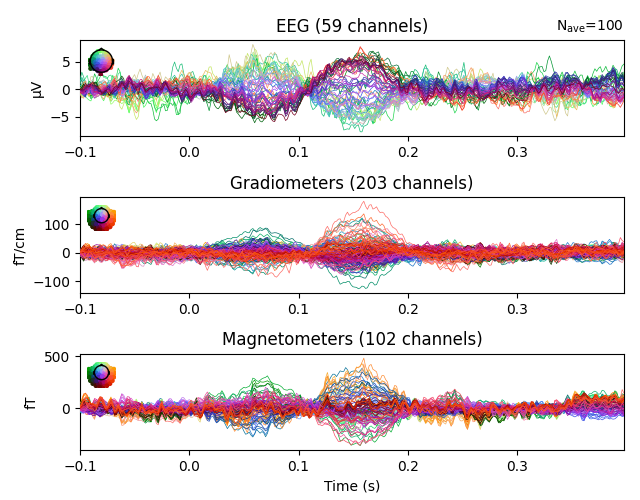 EEG (59 channels)
Nave=100
5
0
−5
µV
−0.1 0.0 0.1 0.2 0.3
Gradiometers (203 channels)
100
0
−100
fT/cm
−0.1 0.0 0.1 0.2 0.3
Magnetometers (102 channels)
500
0
fT
−0.1 0.0 0.1 0.2 0.3
Time (s)